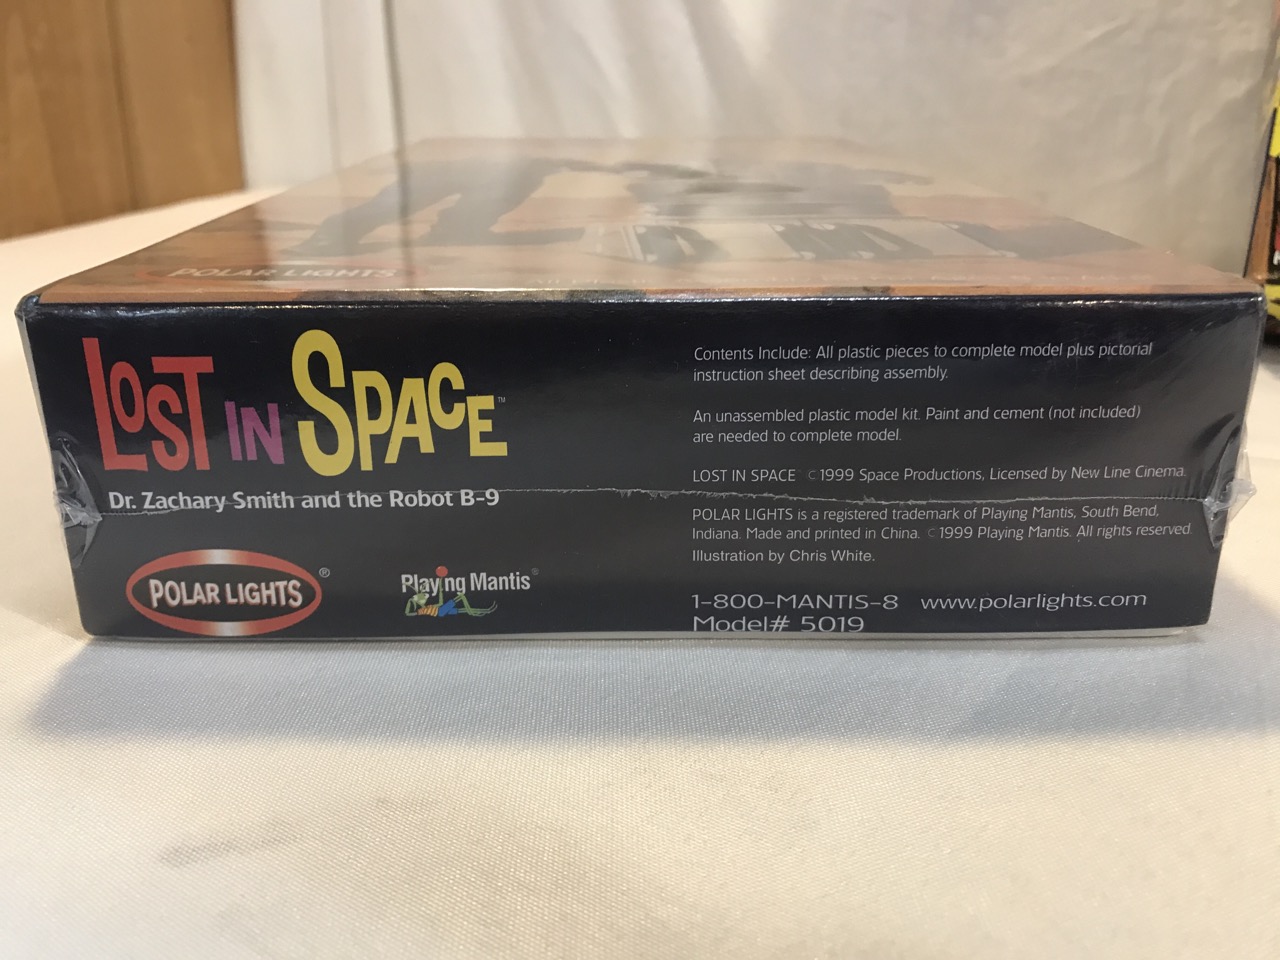 POLAR LIGHTS
LOST IN SPACE™
Dr. Zachary Smith and the Robot B-9
POLAR LIGHTS®
Playing Mantis®
Contents Include: All plastic pieces to complete model plus pictorial
instruction sheet describing assembly.
An unassembled plastic model kit. Paint and cement (not included)
are needed to complete model.
LOST IN SPACE ©1999 Space Productions, Licensed by New Line Cinema.
POLAR LIGHTS is a registered trademark of Playing Mantis, South Bend,
Indiana. Made and printed in China. ©1999 Playing Mantis. All rights reserved.
Illustration by Chris White.
1-800-MANTIS-8 www.polarlights.com
Model# 5019